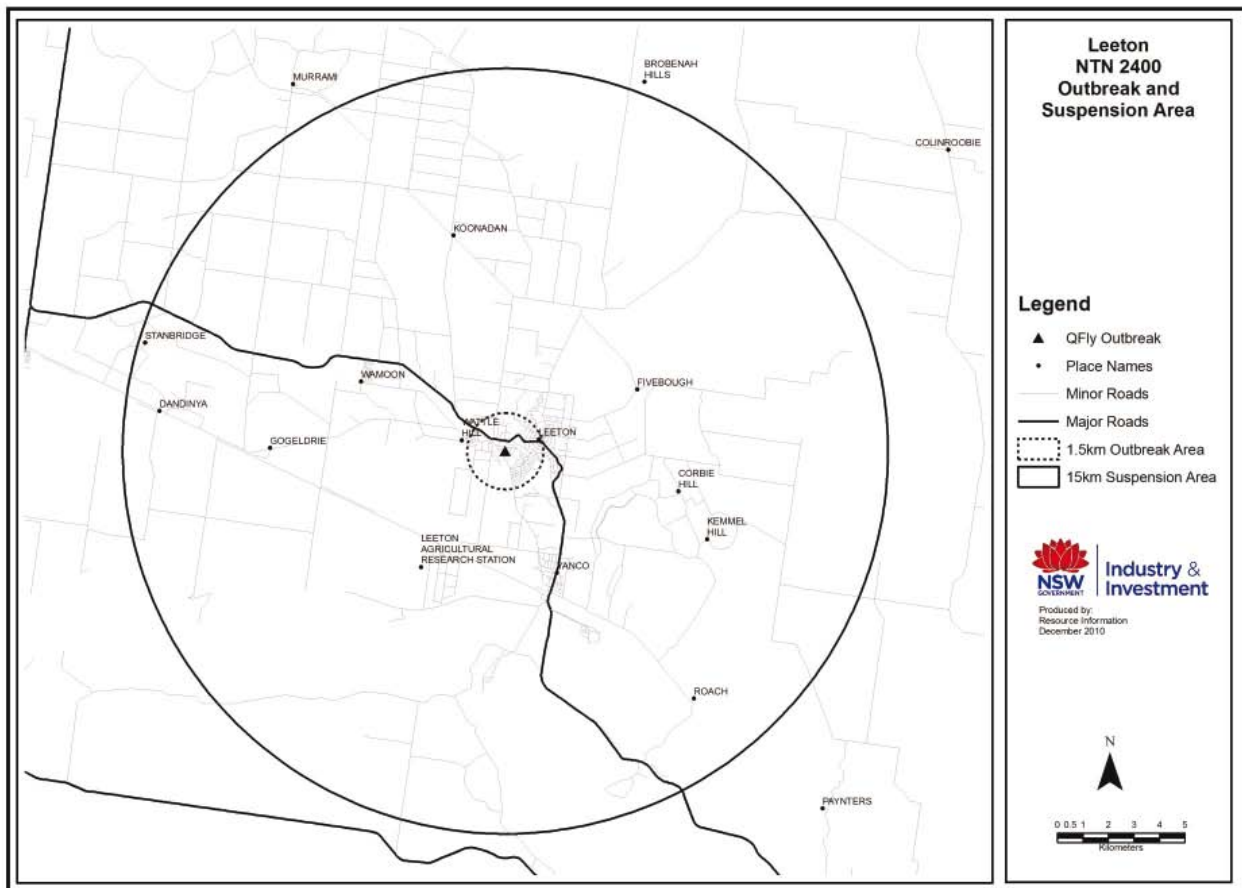 MURRAMI
BROBENAH
HILLS
COLINROOBIE
KOONADAN
STANBRIDGE
WAMOON
DANDINYA
FIVEBOUGH
WATTLE
HILL
LEETON
GOGELDRIE
CORBIE
HILL
KEMMEL
HILL
LEETON
AGRICULTURAL
RESEARCH STATION
YANCO
ROACH
PAYNTERS
Leeton
NTN 2400
Outbreak and
Suspension Area
Legend
QFly Outbreak
Place Names
Minor Roads
Major Roads
1.5km Outbreak Area
15km Suspension Area
NSW
GOVERNMENT
Industry &
Investment
Produced by:
Resource Information
December 2010
N
0 0.5 1 2 3 4 5
Kilometers